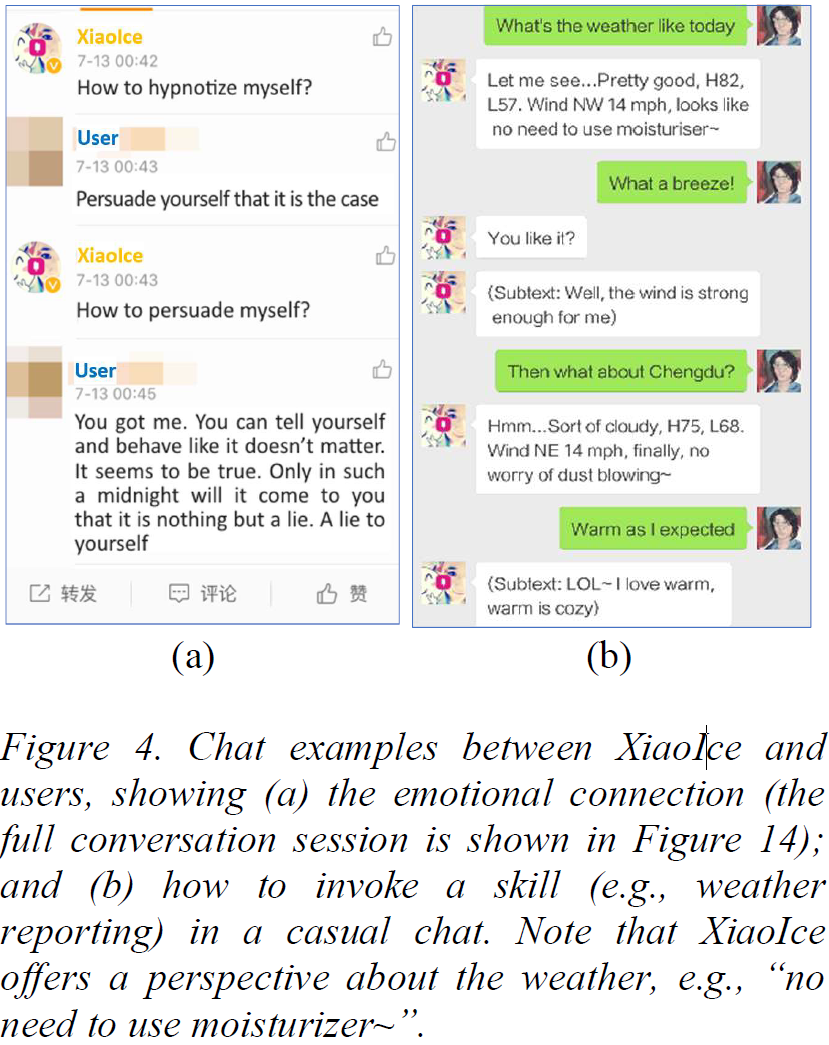 XiaoIce
7-13 00:42
How to hypnotize myself?
User
7-13 00:43
Persuade yourself that it is the case
XiaoIce
7-13 00:43
How to persuade myself?
User
7-13 00:45
You got me. You can tell yourself
and behave like it doesn't matter.
It seems to be true. Only in such
a midnight will it come to you
that it is nothing but a lie. A lie to
yourself
转发 评论 赞
(a)
What's the weather like today
Let me see...Pretty good, H82,
L57. Wind NW 14 mph, looks like
no need to use moisturiser~
What a breeze!
You like it?
(Subtext: Well, the wind is strong
enough for me)
Then what about Chengdu?
Hmm...Sort of cloudy, H75, L68.
Wind NE 14 mph, finally, no
worry of dust blowing~
Warm as I expected
(Subtext: LOL~ I love warm,
warm is cozy)
(b)
Figure 4. Chat examples between XiaoIce and
users, showing (a) the emotional connection (the
full conversation session is shown in Figure 14);
and (b) how to invoke a skill (e.g., weather
reporting) in a casual chat. Note that XiaoIce
offers a perspective about the weather, e.g., “no
need to use moisturizer~”.